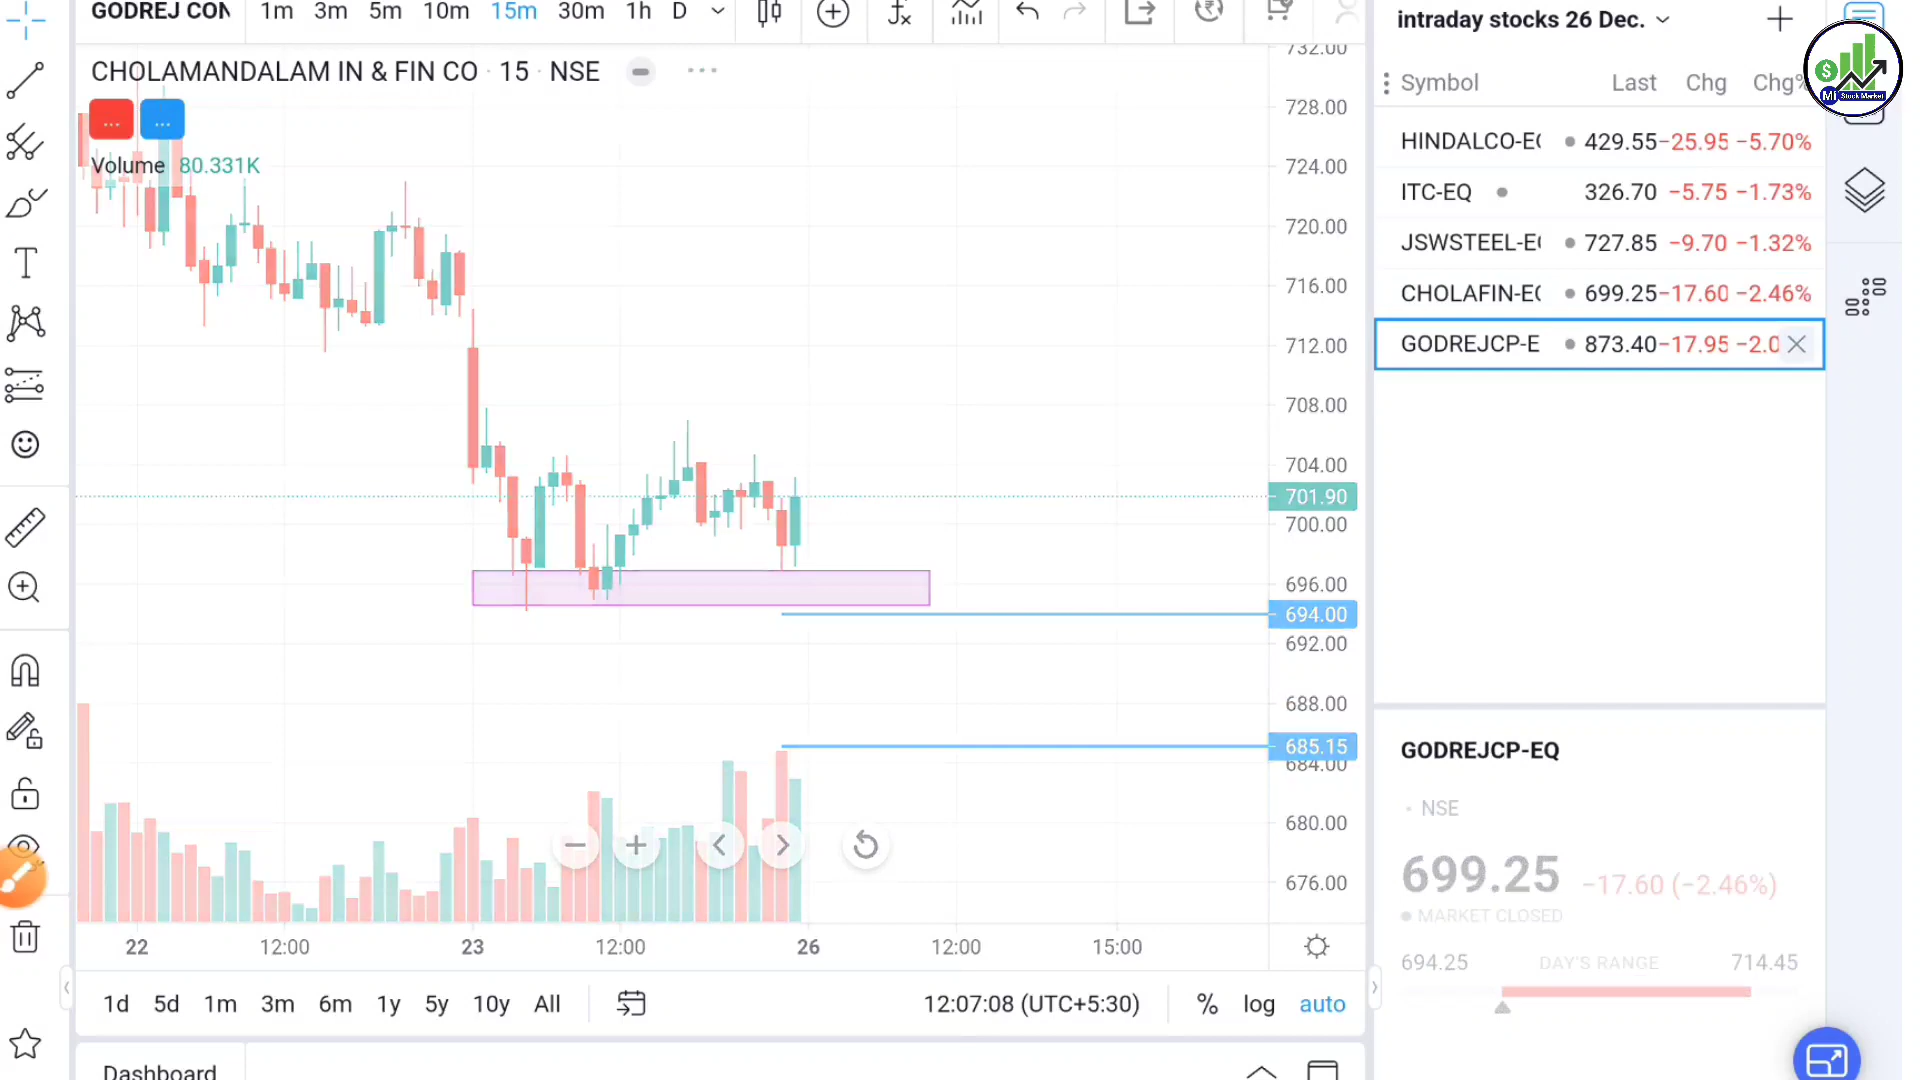 GODREJ CON 1m 3m 5m 10m 15m 30m 1h D
CHOLAMANDALAM IN & FIN CO · 15 · NSE
... ...
Volume 80.331K
732.00
728.00
724.00
720.00
716.00
712.00
708.00
704.00
701.90
700.00
696.00
694.00
692.00
688.00
685.15
684.00
680.00
676.00
22 12:00 23 12:00 26 12:00 15:00
1d 5d 1m 3m 6m 1y 5y 10y All 12:07:08 (UTC+5:30) % log auto
Dashboard
intraday stocks 26 Dec.
Symbol Last Chg Chg%
HINDALCO-EQ 429.55 −25.95 −5.70%
ITC-EQ 326.70 −5.75 −1.73%
JSWSTEEL-EQ 727.85 −9.70 −1.32%
CHOLAFIN-EQ 699.25 −17.60 −2.46%
GODREJCP-E 873.40 −17.95 −2.0
GODREJCP-EQ
· NSE
699.25 −17.60 (−2.46%)
MARKET CLOSED
694.25 DAY'S RANGE 714.45
$
Mi Stock Market